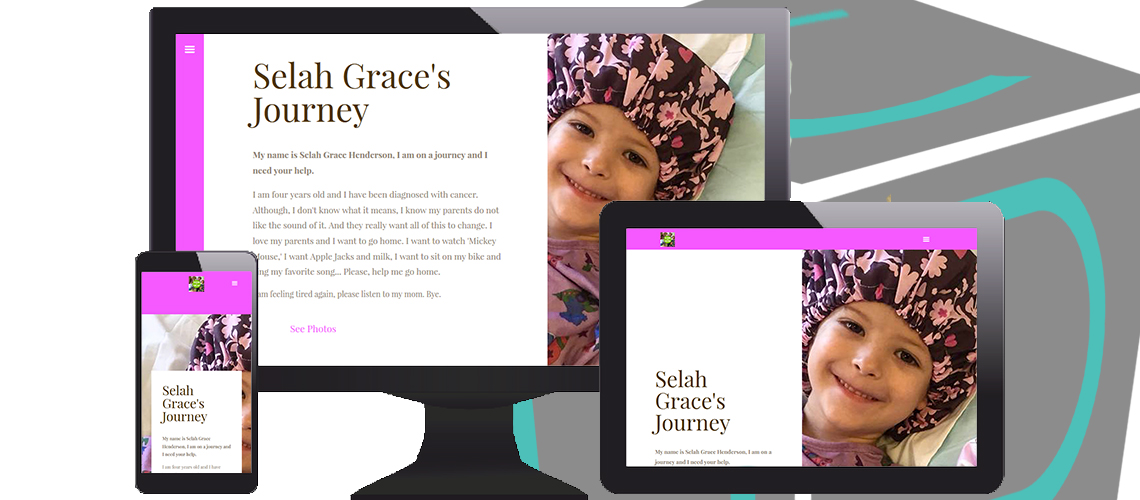 Selah Grace's
Journey
My name is Selah Grace Henderson, I am on a journey and I
need your help.
I am four years old and I have been diagnosed with cancer.
Although, I don't know what it means, I know my parents do not
like the sound of it. And they really want all of this to change. I
love my parents and I want to go home. I want to watch 'Mickey
Mouse,' I want Apple Jacks and milk, I want to sit on my bike and
my favorite song... Please, help me go home.
am feeling tired again, please listen to my mom. Bye.
See Photos
Selah
Grace's
Journey
My name is Selah Grace
Henderson, I am on a journey and
I need your help.
I am four years old and I have
Selah
Grace's
Journey
My name is Selah Grace Henderson, I am on a
journey and I need your help.